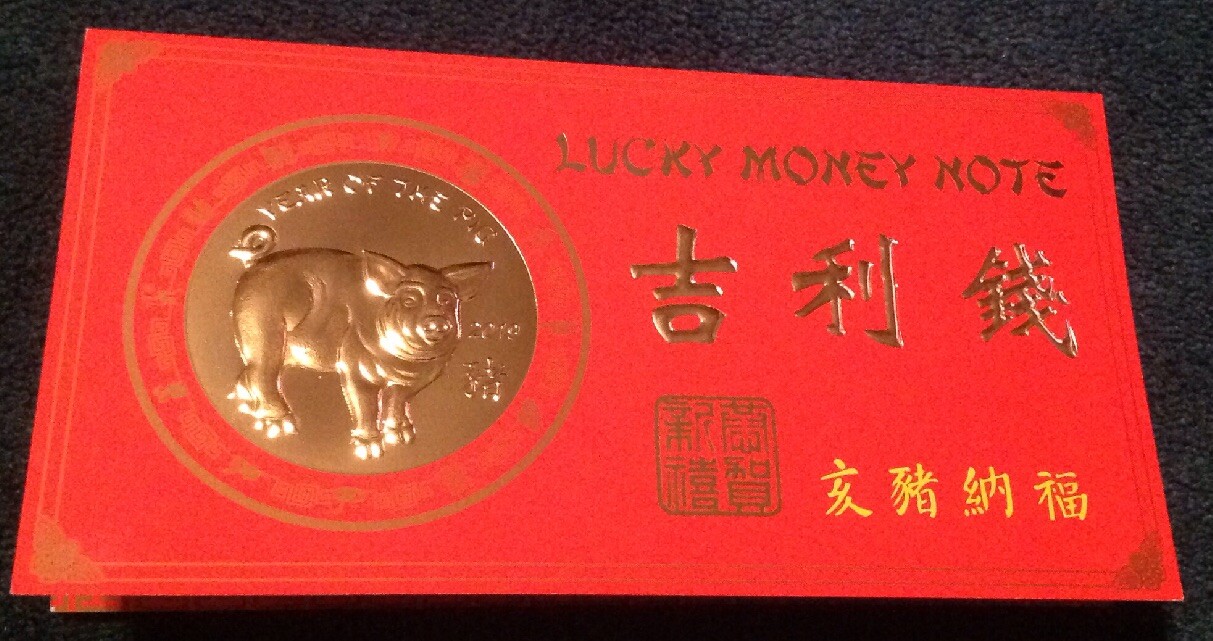 YEAR OF THE PIG
2019
猪
LUCKY MONEY NOTE
吉利錢
恭賀
新禧
亥豬納福